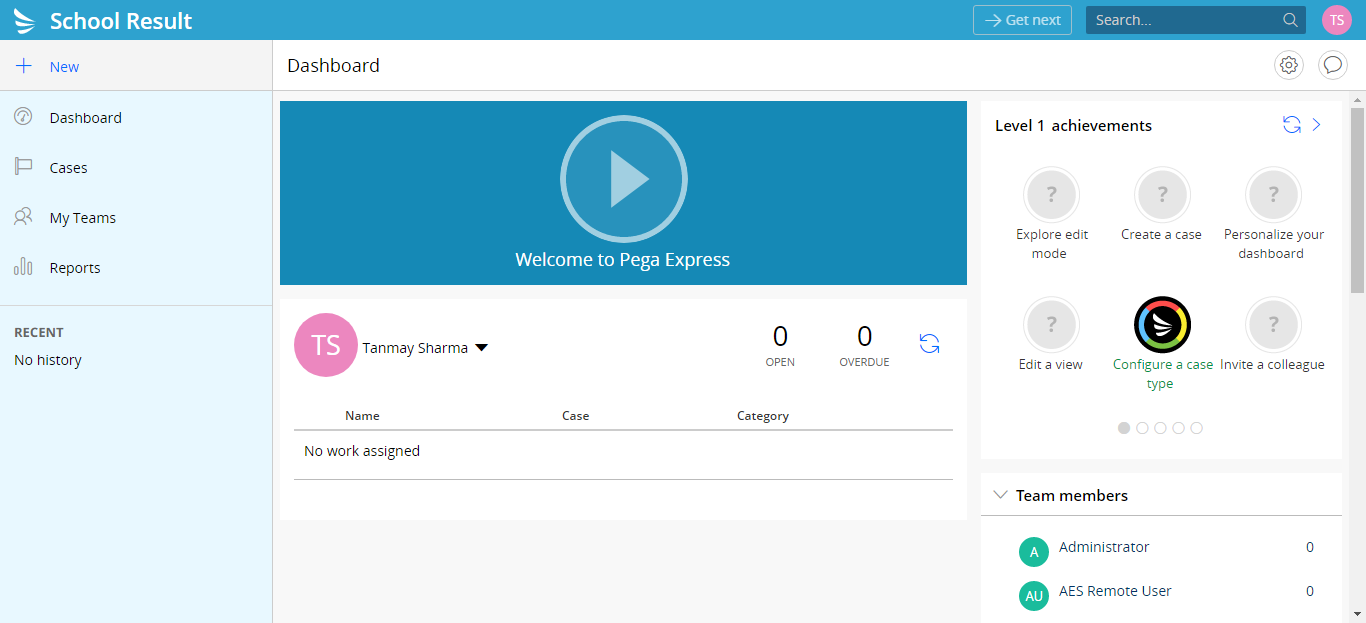 School Result
Get next
Search...
TS
New
Dashboard
Dashboard
Cases
My Teams
Reports
RECENT
No history
Welcome to Pega Express
TS
Tanmay Sharma
0
OPEN
0
OVERDUE
Name Case Category
No work assigned
Level 1 achievements
? ? ?
Explore edit
mode
Create a case
Personalize your
dashboard
? ?
Edit a view
Configure a case
type
Invite a colleague
Team members
A Administrator 0
AU AES Remote User 0